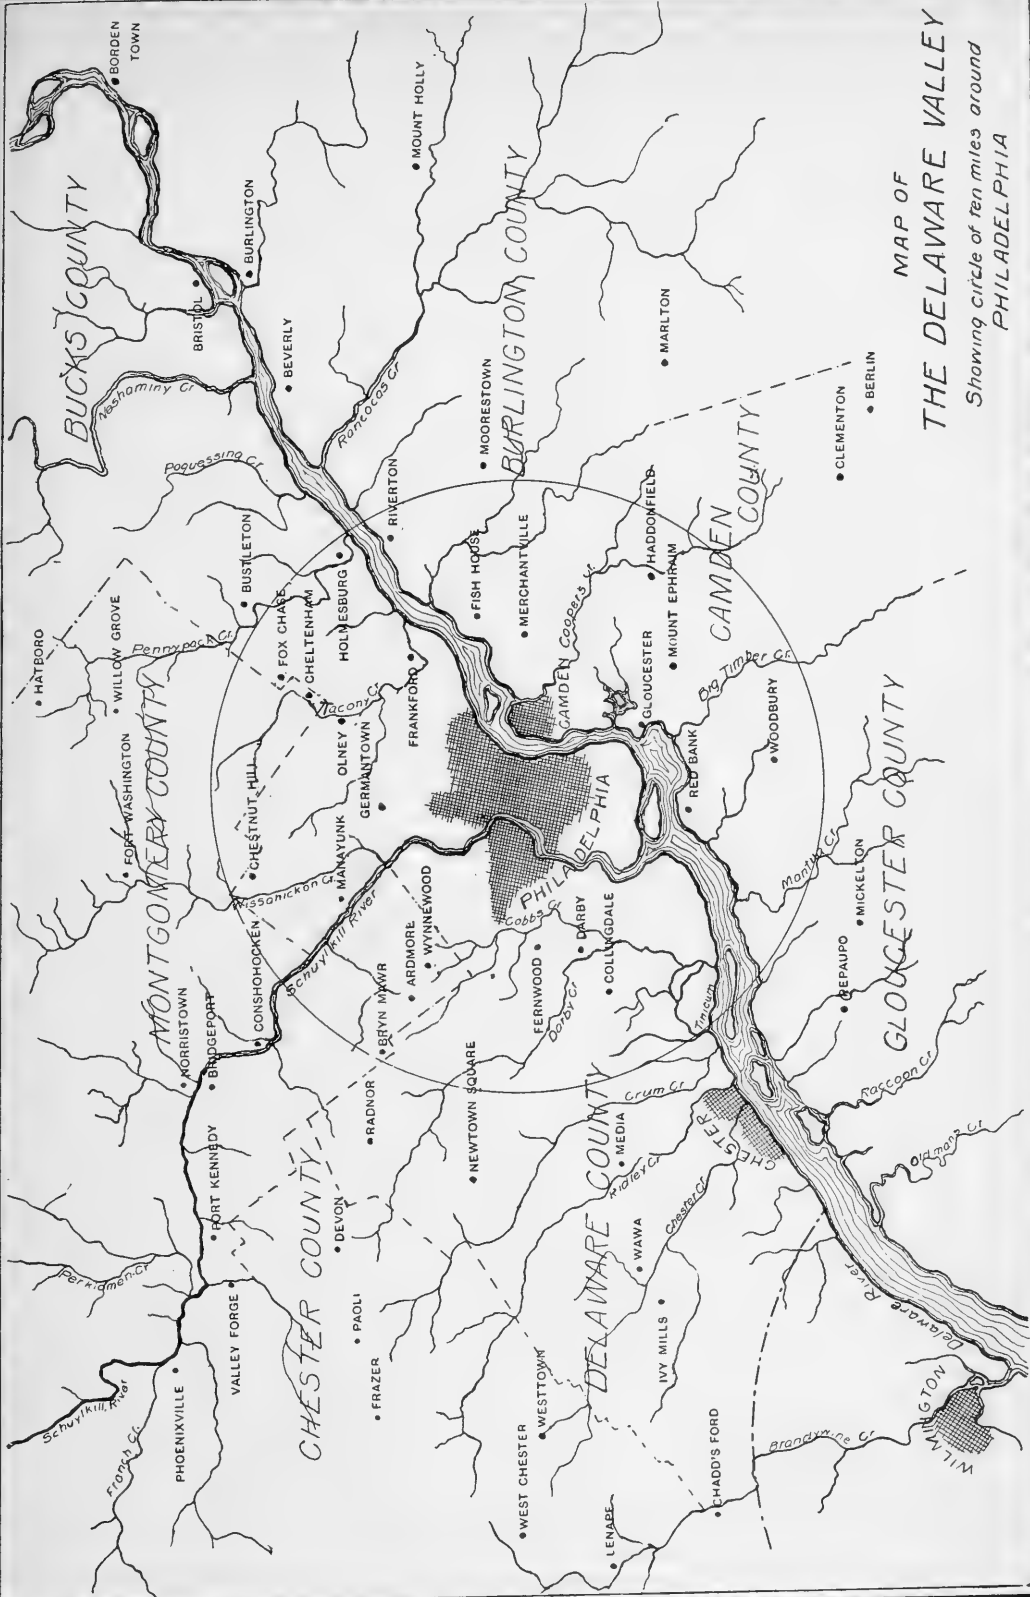 MAP OF
THE DELAWARE VALLEY
Showing circle of ten miles around
PHILADELPHIA
BORDEN
TOWN
BUCKS COUNTY
BURLINGTON
BRISTOL
BEVERLY
Neshaminy Cr
Poquessing Cr.
MOUNT HOLLY
BURLINGTON COUNTY
Rancocas Cr
RIVERTON
MOORESTOWN
MARLTON
BERLIN
CLEMENTON
CAMDEN
COUNTY
HADDONFIELD
MOUNT EPHRAIM
MERCHANTVILLE
FISH HOUSE
Coopers Cr.
CAMDEN
GLOUCESTER
Big Timber Cr.
WOODBURY
RED BANK
HATBORO
WILLOW GROVE
Pennypack Cr.
BUSTLETON
FOX CHASE
CHELTENHAM
HOLMESBURG
Tacony Cr.
FRANKFORD
OLNEY
GERMANTOWN
CHESTNUT HILL
MANAYUNK
FORT WASHINGTON
MONTGOMERY COUNTY
Wissahickon Cr.
Schuylkill River
CONSHOHOCKEN
NORRISTOWN
BRIDGEPORT
PHILADELPHIA
Cobbs Cr
WYNNEWOOD
ARDMORE
BRYN MAWR
RADNOR
FERNWOOD
DARBY
COLLINGDALE
Darby Cr
Tinicum
NEWTOWN SQUARE
Crum Cr
MEDIA
Ridley Cr
CHESTER
Chester Cr
WAWA
DELAWARE COUNTY
IVY MILLS
Mantua Cr.
MICKELTON
REPAUPO
GLOUCESTER COUNTY
Raccoon Cr
Oldmans Cr
PORT KENNEDY
Perkiomen Cr
VALLEY FORGE
DEVON
PAOLI
FRAZER
CHESTER COUNTY
Schuylkill River
French Cr.
PHOENIXVILLE
WESTTOWN
WEST CHESTER
LENAPE
CHADD'S FORD
Brandywine Cr
Delaware River
WILMINGTON